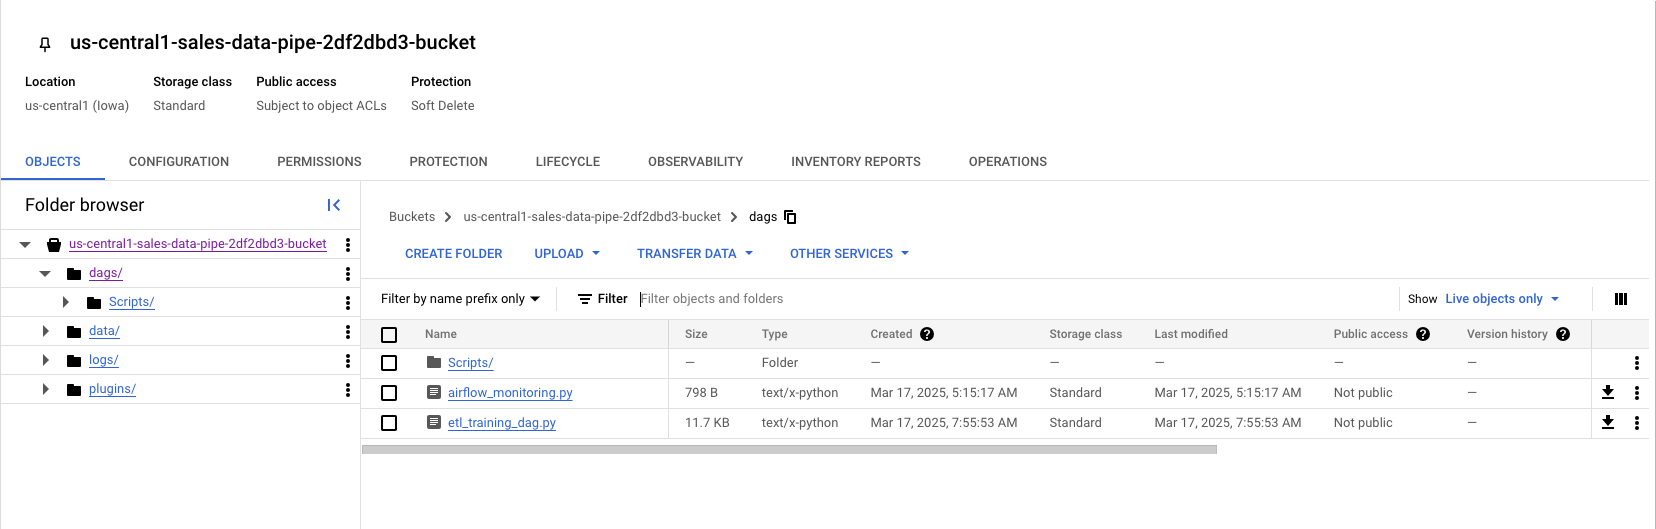 us-central1-sales-data-pipe-2df2dbd3-bucket
Location Storage class Public access Protection
us-central1 (Iowa) Standard Subject to object ACLs Soft Delete
OBJECTS CONFIGURATION PERMISSIONS PROTECTION LIFECYCLE OBSERVABILITY INVENTORY REPORTS OPERATIONS
Folder browser
us-central1-sales-data-pipe-2df2dbd3-bucket
dags/
Scripts/
data/
logs/
plugins/
Buckets us-central1-sales-data-pipe-2df2dbd3-bucket dags
CREATE FOLDER UPLOAD TRANSFER DATA OTHER SERVICES
Filter by name prefix only Filter Filter objects and folders Show Live objects only
Name Size Type Created ? Storage class Last modified Public access ? Version history ?
Scripts/ — Folder — — — — —
airflow_monitoring.py 798 B text/x-python Mar 17, 2025, 5:15:17 AM Standard Mar 17, 2025, 5:15:17 AM Not public —
etl_training_dag.py 11.7 KB text/x-python Mar 17, 2025, 7:55:53 AM Standard Mar 17, 2025, 7:55:53 AM Not public —